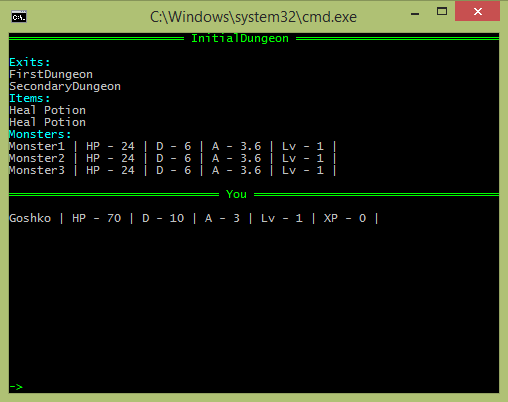 C:\Windows\system32\cmd.exe
InitialDungeon
Exits:
FirstDungeon
SecondaryDungeon
Items:
Heal Potion
Heal Potion
Monsters:
Monster1 | HP - 24 | D - 6 | A - 3.6 | Lv - 1 |
Monster2 | HP - 24 | D - 6 | A - 3.6 | Lv - 1 |
Monster3 | HP - 24 | D - 6 | A - 3.6 | Lv - 1 |
You
Goshko | HP - 70 | D - 10 | A - 3 | Lv - 1 | XP - 0 |
->